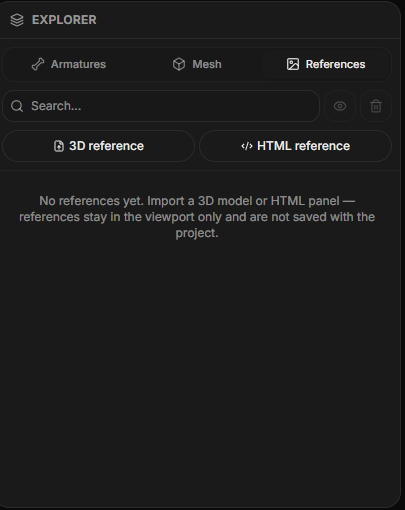 EXPLORER
Armatures Mesh References
Search...
3D reference HTML reference
No references yet. Import a 3D model or HTML panel —
references stay in the viewport only and are not saved with the
project.